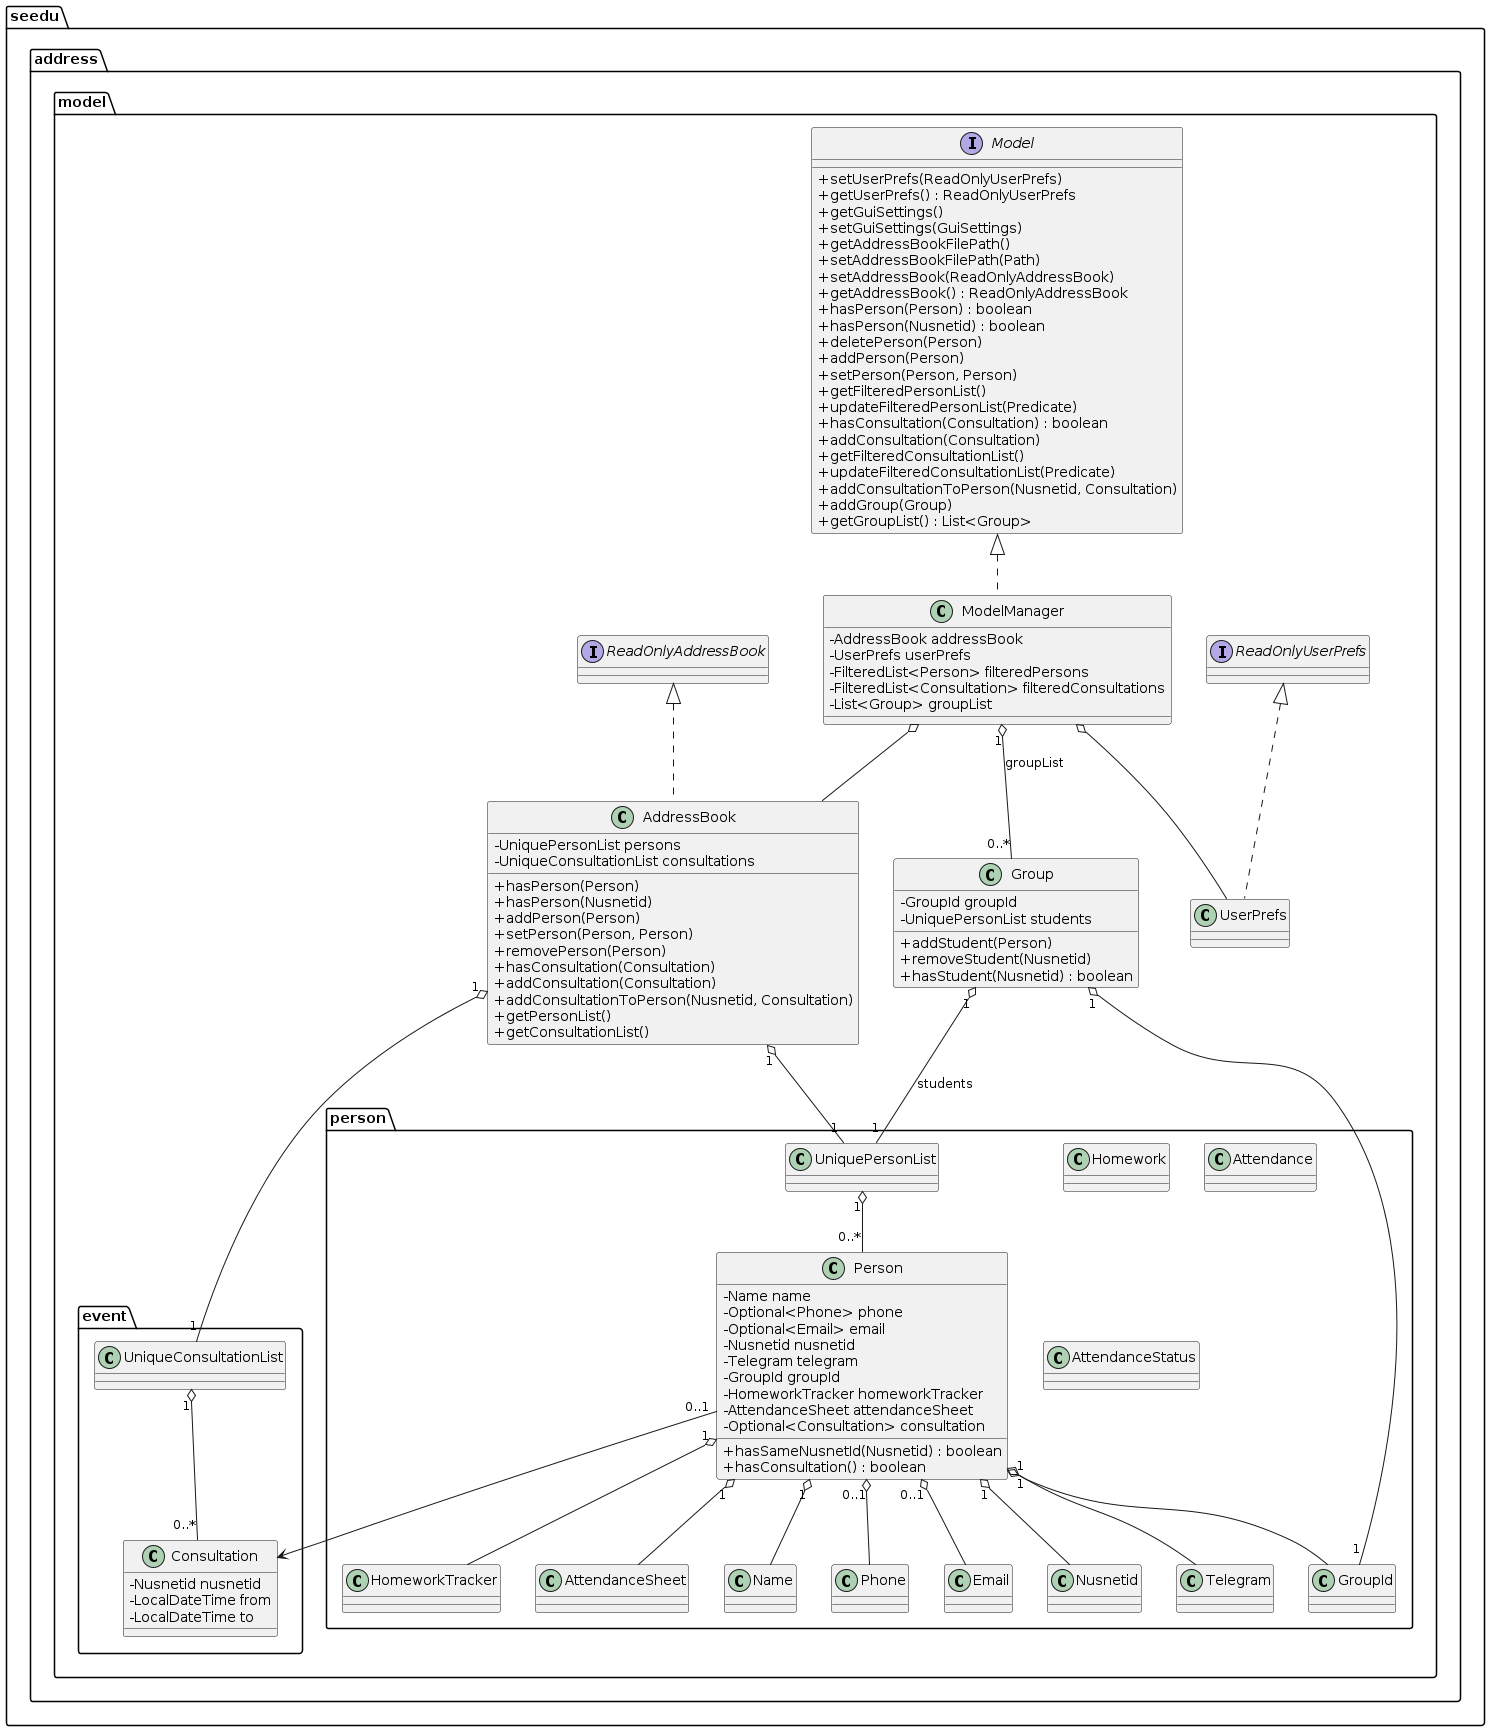 seedu
address
model
I Model
+setUserPrefs(ReadOnlyUserPrefs)
+getUserPrefs() : ReadOnlyUserPrefs
+getGuiSettings()
+setGuiSettings(GuiSettings)
+getAddressBookFilePath()
+setAddressBookFilePath(Path)
+setAddressBook(ReadOnlyAddressBook)
+getAddressBook() : ReadOnlyAddressBook
+hasPerson(Person) : boolean
+hasPerson(Nusnetid) : boolean
+deletePerson(Person)
+addPerson(Person)
+setPerson(Person, Person)
+getFilteredPersonList()
+updateFilteredPersonList(Predicate)
+hasConsultation(Consultation) : boolean
+addConsultation(Consultation)
+getFilteredConsultationList()
+updateFilteredConsultationList(Predicate)
+addConsultationToPerson(Nusnetid, Consultation)
+addGroup(Group)
+getGroupList() : List<Group>
C ModelManager
-AddressBook addressBook
-UserPrefs userPrefs
-FilteredList<Person> filteredPersons
-FilteredList<Consultation> filteredConsultations
-List<Group> groupList
I ReadOnlyAddressBook
I ReadOnlyUserPrefs
1
groupList
0..*
C AddressBook
-UniquePersonList persons
-UniqueConsultationList consultations
+hasPerson(Person)
+hasPerson(Nusnetid)
+addPerson(Person)
+setPerson(Person, Person)
+removePerson(Person)
+hasConsultation(Consultation)
+addConsultation(Consultation)
+addConsultationToPerson(Nusnetid, Consultation)
+getPersonList()
+getConsultationList()
C Group
-GroupId groupId
-UniquePersonList students
+addStudent(Person)
+removeStudent(Nusnetid)
+hasStudent(Nusnetid) : boolean
C UserPrefs
1
1
1
1
students
person
1
1
C UniquePersonList
C Homework
C Attendance
1
0..*
C Person
-Name name
-Optional<Phone> phone
-Optional<Email> email
-Nusnetid nusnetid
-Telegram telegram
-GroupId groupId
-HomeworkTracker homeworkTracker
-AttendanceSheet attendanceSheet
-Optional<Consultation> consultation
+hasSameNusnetId(Nusnetid) : boolean
+hasConsultation() : boolean
C AttendanceStatus
event
1
C UniqueConsultationList
1
0..*
0..1
1
1
1
0..1
0..1
1
1
1
1
C Consultation
-Nusnetid nusnetid
-LocalDateTime from
-LocalDateTime to
C HomeworkTracker
C AttendanceSheet
C Name
C Phone
C Email
C Nusnetid
C Telegram
C GroupId